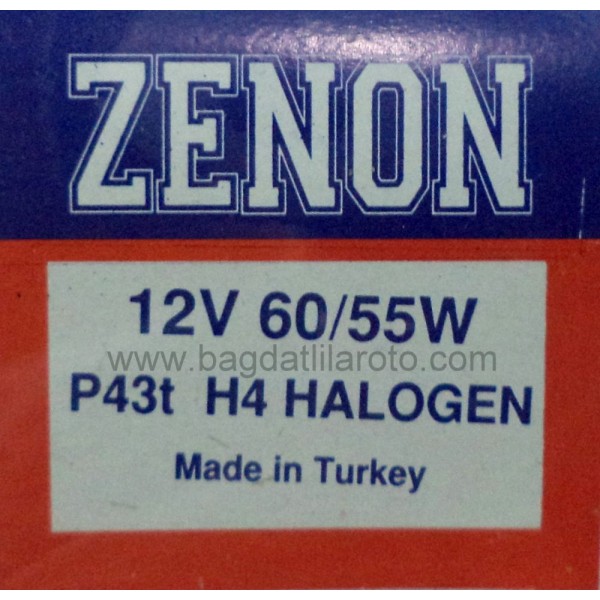 ZENON
12V 60/55W
www.bagdatlilaroto.com
P43t H4 HALOGEN
Made in Turkey